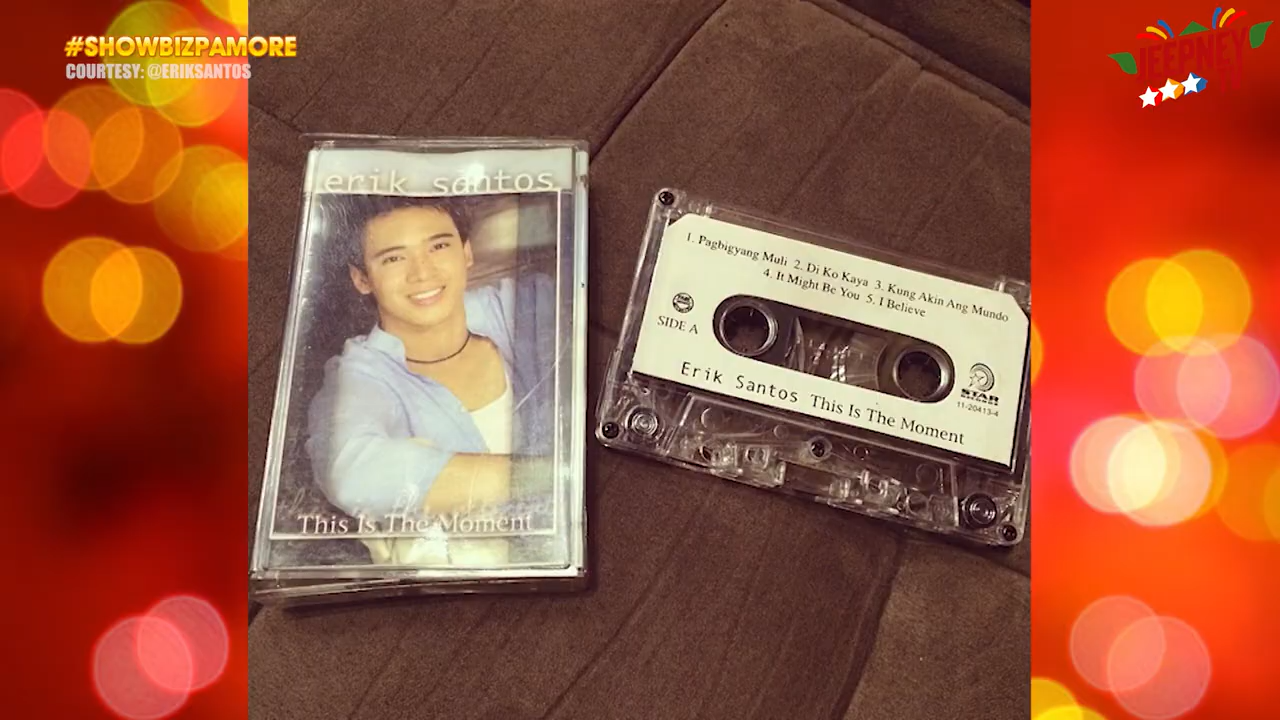 #SHOWBIZPAMORE
COURTESY: @ERIKSANTOS
JEEPNEY
erik santos
This Is The Moment
1. Pagbigyang Muli 2. Di Ko Kaya 3. Kung Akin Ang Mundo
4. It Might Be You 5. I Believe
SIDE A
STAR
11-20413-4
Erik Santos This Is The Moment